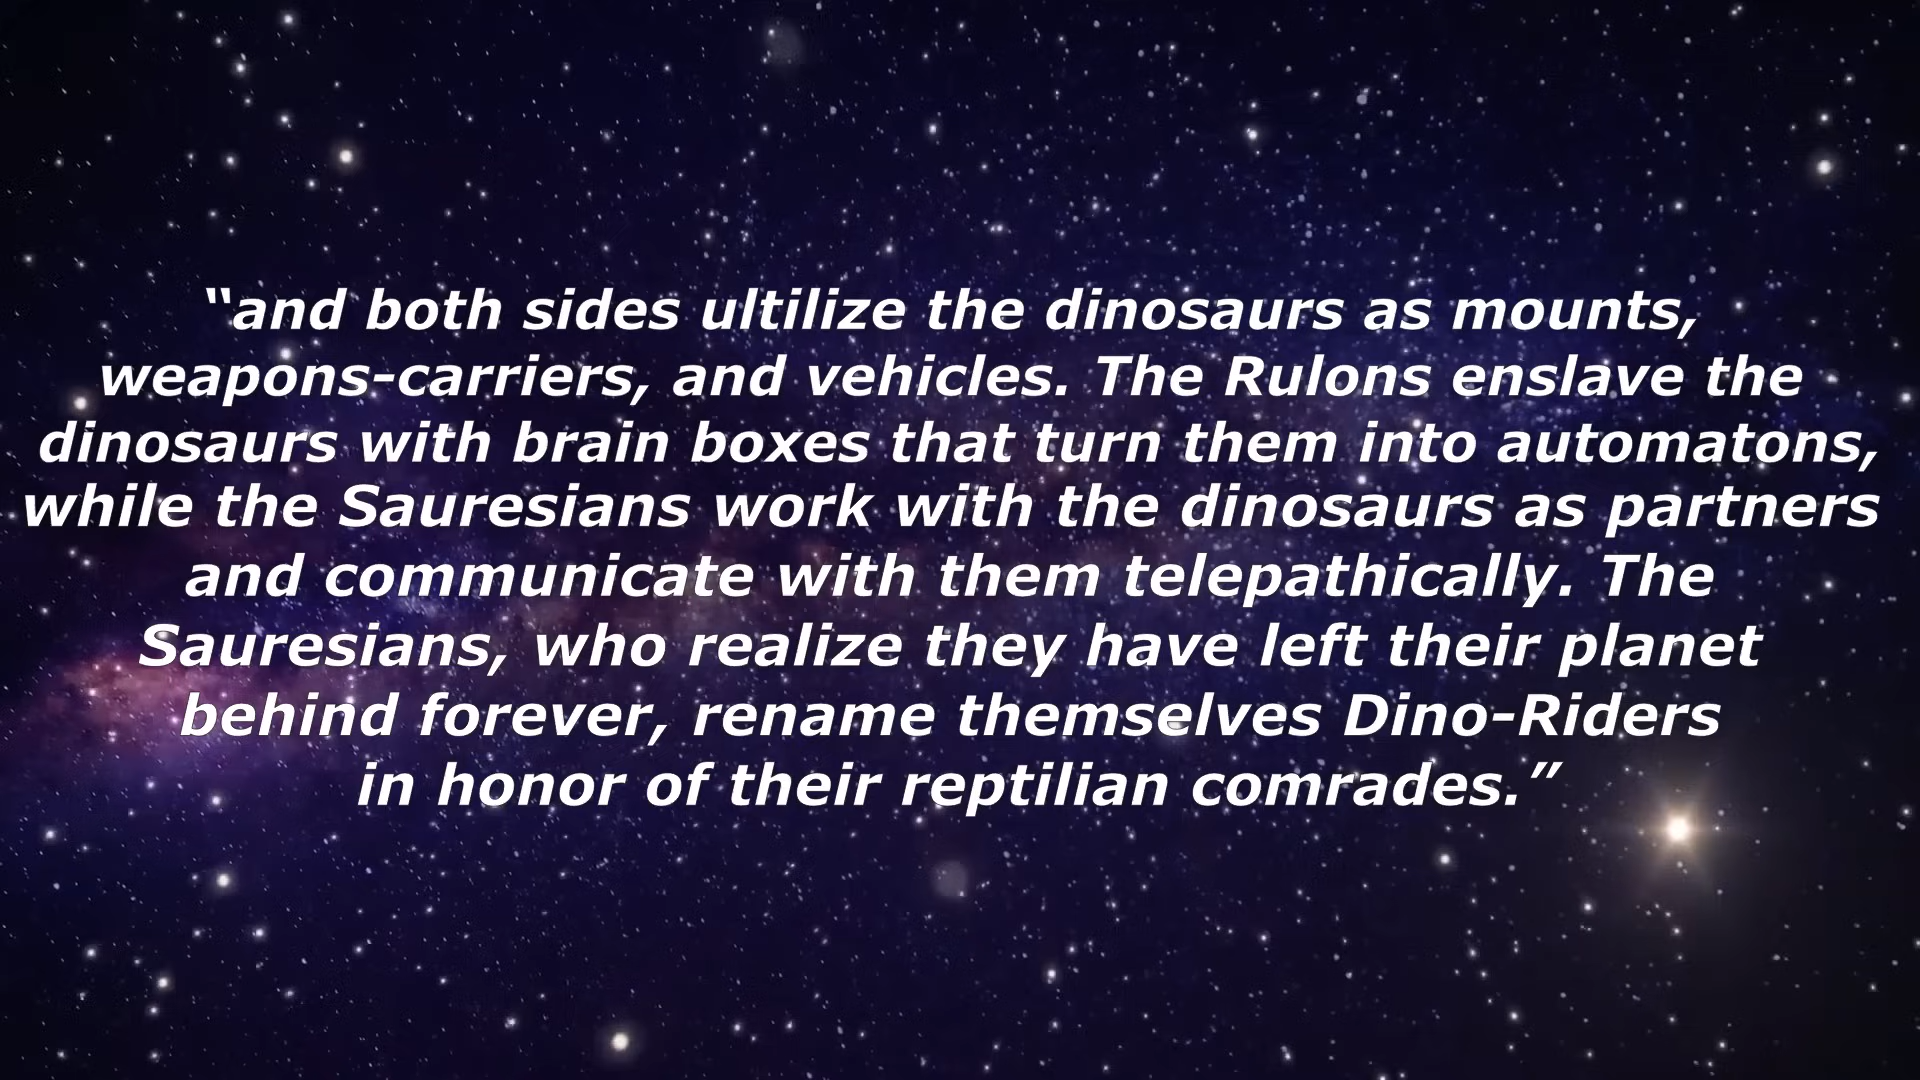 “and both sides ultilize the dinosaurs as mounts,
weapons-carriers, and vehicles. The Rulons enslave the
dinosaurs with brain boxes that turn them into automatons,
while the Sauresians work with the dinosaurs as partners
and communicate with them telepathically. The
Sauresians, who realize they have left their planet
behind forever, rename themselves Dino-Riders
in honor of their reptilian comrades.”